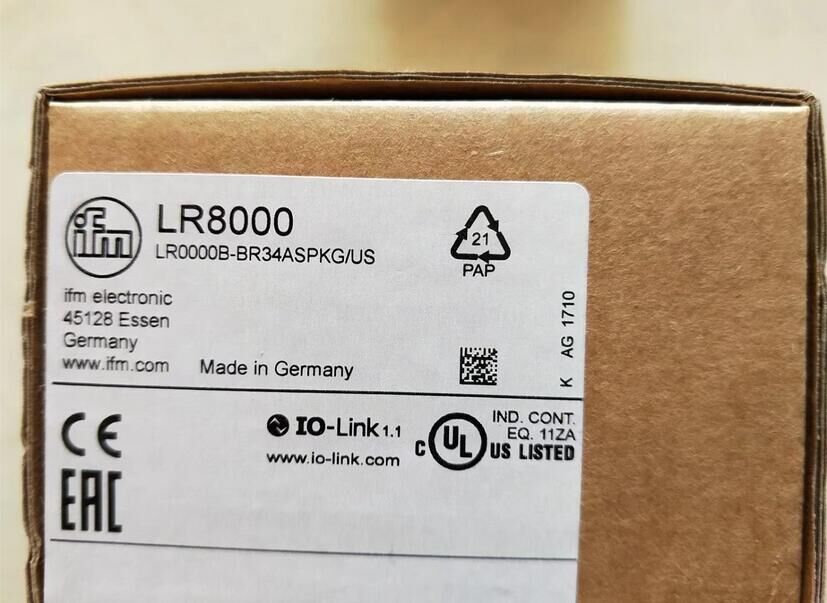 ifm
LR8000
LR0000B-BR34ASPKG/US
21
PAP
ifm electronic
45128 Essen
Germany
www.ifm.com
Made in Germany
K AG 1710
CE
EAC
IO-Link 1.1
www.io-link.com
c UL US LISTED
IND. CONT.
EQ. 11ZA